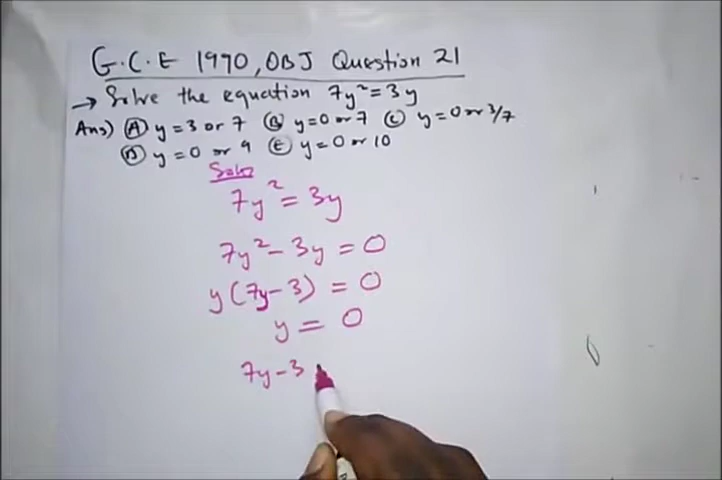 G.C.E 1970, OBJ Question 21
→ Solve the equation 7y² = 3y
Ans) (A) y = 3 or 7 (B) y = 0 or 7 (C) y = 0 or 3/7
(D) y = 0 or 9 (E) y = 0 or 10
Soln
7y² = 3y
7y² - 3y = 0
y(7y - 3) = 0
y = 0
7y - 3